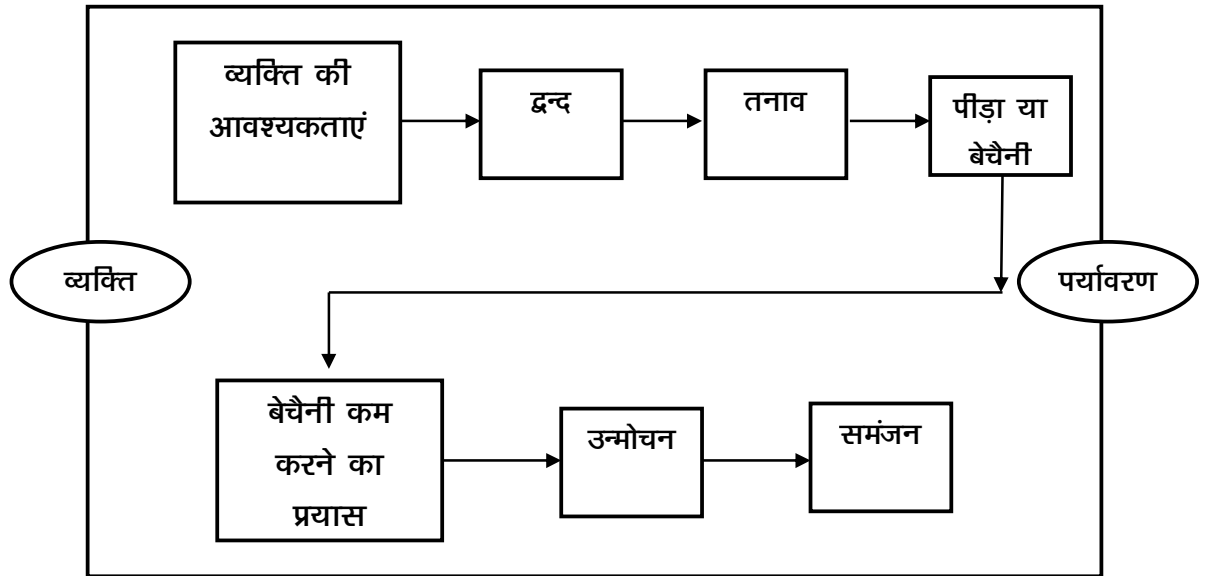 व्यक्ति की
आवश्यकताएं
द्वन्द
तनाव
पीड़ा या
बेचैनी
व्यक्ति
पर्यावरण
बेचैनी कम
करने का
प्रयास
उन्मोचन
समंजन